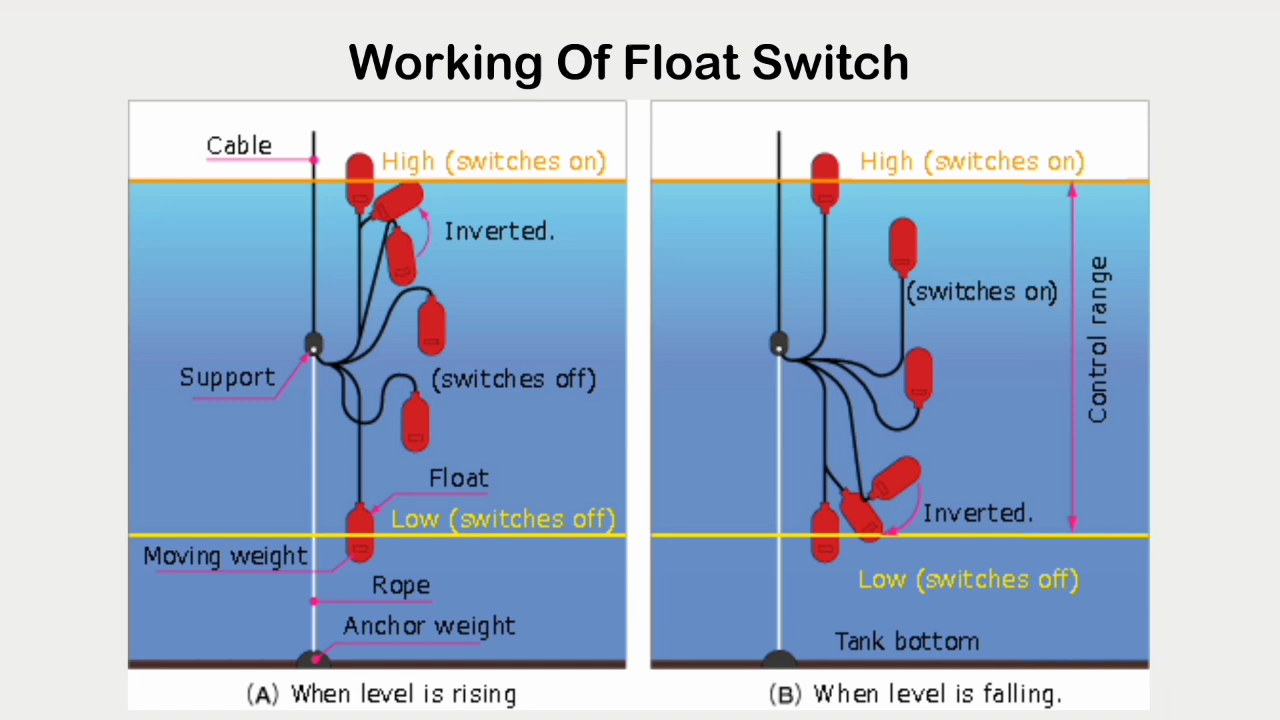 Working Of Float Switch
Cable
High (switches on)
Inverted.
Support
(switches off)
Float
Low (switches off)
Moving weight
Rope
Anchor weight
(A) When level is rising
High (switches on)
(switches on)
Control range
Inverted.
Low (switches off)
Tank bottom
(B) When level is falling.